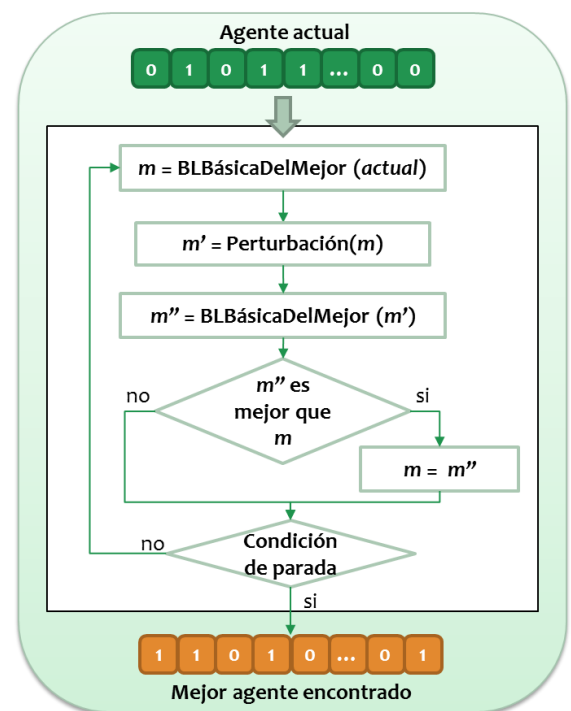 Agente actual
0 1 0 1 1 ... 0 0
m = BLBásicaDelMejor (actual)
m' = Perturbación(m)
m'' = BLBásicaDelMejor (m')
m'' es
mejor que
m
no
si
m = m''
Condición
de parada
no
si
1 1 0 1 0 ... 0 1
Mejor agente encontrado